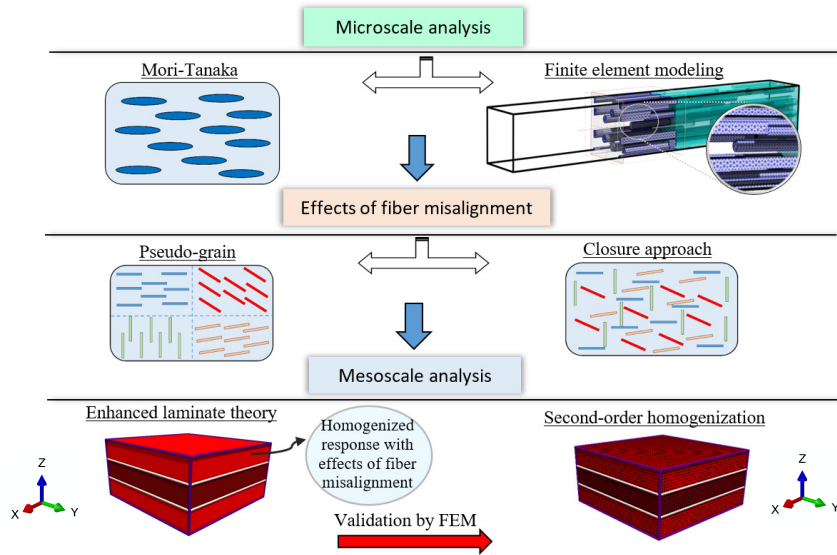 Microscale analysis
Mori-Tanaka
Finite element modeling
Effects of fiber misalignment
Pseudo-grain
Closure approach
Mesoscale analysis
Enhanced laminate theory
Homogenized
response with
effects of fiber
misalignment
Second-order homogenization
Z
X
Y
Z
X
Y
Validation by FEM